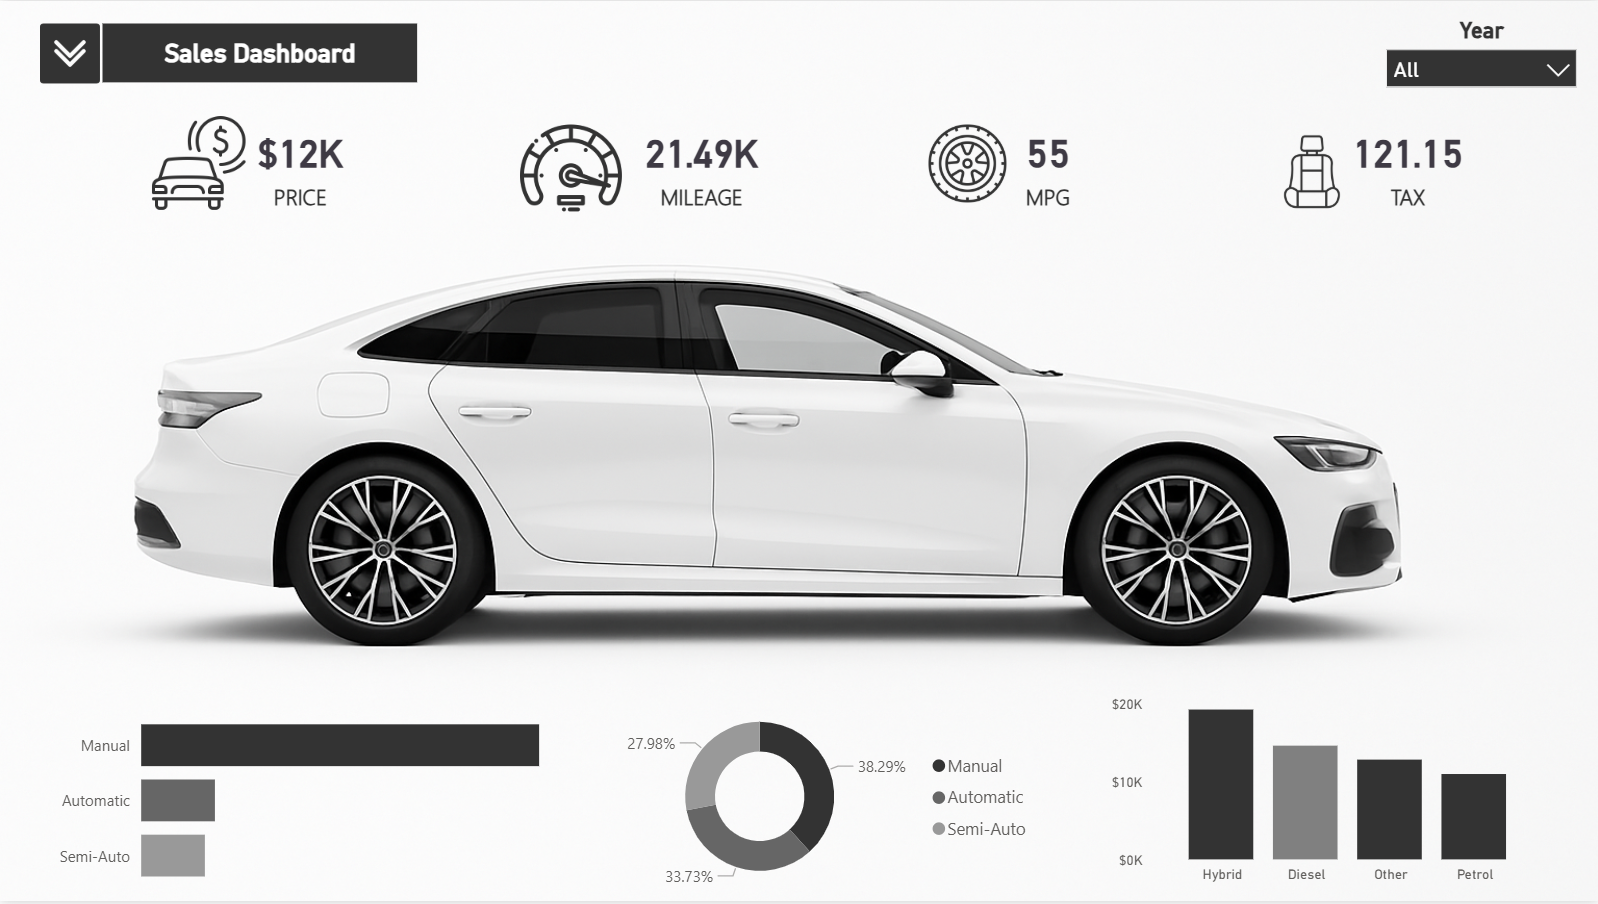 Sales Dashboard
Year
All
$
$12K
PRICE
21.49K
MILEAGE
55
MPG
121.15
TAX
Manual
Automatic
Semi-Auto
27.98%
38.29%
33.73%
Manual
Automatic
Semi-Auto
$20K
$10K
$0K
Hybrid
Diesel
Other
Petrol